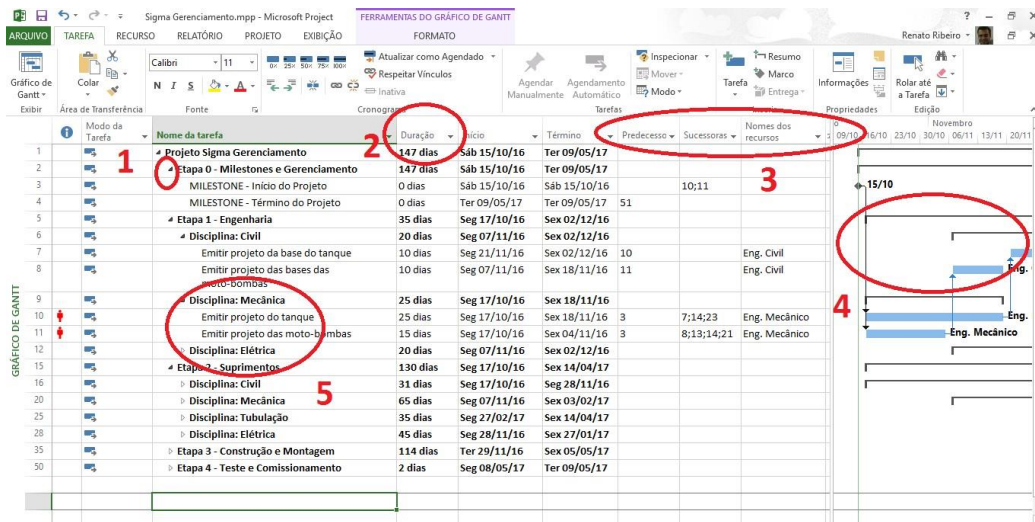 Sigma Gerenciamento.mpp - Microsoft Project
FERRAMENTAS DO GRÁFICO DE GANTT
ARQUIVO TAREFA RECURSO RELATÓRIO PROJETO EXIBIÇÃO FORMATO
Renato Ribeiro
Gráfico de Gantt
Exibir
Colar
Área de Transferência
Calibri 11
N I S A
Fonte
0% 25% 50% 75% 100%
Atualizar como Agendado
Respeitar Vínculos
Inativa
Agendar Manualmente
Agendamento Automático
Inspecionar
Mover
Modo
Tarefas
Tarefa
Resumo
Marco
Entrega
Informações
Propriedades
Rolar até a Tarefa
Edição
Modo da Tarefa Nome da tarefa Duração Início Término Predecesso Sucessoras Nomes dos recursos
Novembro
09/10 16/10 23/10 30/10 06/11 13/11 20/11
1 Projeto Sigma Gerenciamento 147 dias Sáb 15/10/16 Ter 09/05/17
2 Etapa 0 - Milestones e Gerenciamento 147 dias Sáb 15/10/16 Ter 09/05/17
3 MILESTONE - Início do Projeto 0 dias Sáb 15/10/16 Sáb 15/10/16 10;11
4 MILESTONE - Término do Projeto 0 dias Ter 09/05/17 Ter 09/05/17 51
5 Etapa 1 - Engenharia 35 dias Seg 17/10/16 Sex 02/12/16
6 Disciplina: Civil 20 dias Seg 07/11/16 Sex 02/12/16
7 Emitir projeto da base do tanque 10 dias Seg 21/11/16 Sex 02/12/16 10 Eng. Civil
8 Emitir projeto das bases das moto-bombas 10 dias Seg 07/11/16 Sex 18/11/16 11 Eng. Civil
9 Disciplina: Mecânica 25 dias Seg 17/10/16 Sex 18/11/16
10 Emitir projeto do tanque 25 dias Seg 17/10/16 Sex 18/11/16 3 7;14;23 Eng. Mecânico
11 Emitir projeto das moto-bombas 15 dias Seg 17/10/16 Sex 04/11/16 3 8;13;14;21 Eng. Mecânico
12 Disciplina: Elétrica 20 dias Seg 07/11/16 Sex 02/12/16
15 Etapa 2 - Suprimentos 130 dias Seg 17/10/16 Sex 14/04/17
16 Disciplina: Civil 31 dias Seg 17/10/16 Seg 28/11/16
20 Disciplina: Mecânica 65 dias Seg 07/11/16 Sex 03/02/17
25 Disciplina: Tubulação 35 dias Seg 27/02/17 Sex 14/04/17
28 Disciplina: Elétrica 45 dias Seg 28/11/16 Sex 27/01/17
35 Etapa 3 - Construção e Montagem 114 dias Ter 29/11/16 Sex 05/05/17
50 Etapa 4 - Teste e Comissionamento 2 dias Seg 08/05/17 Ter 09/05/17
15/10
Eng.
Eng.
Eng. Mecânico
GRÁFICO DE GANTT
1
2
3
4
5